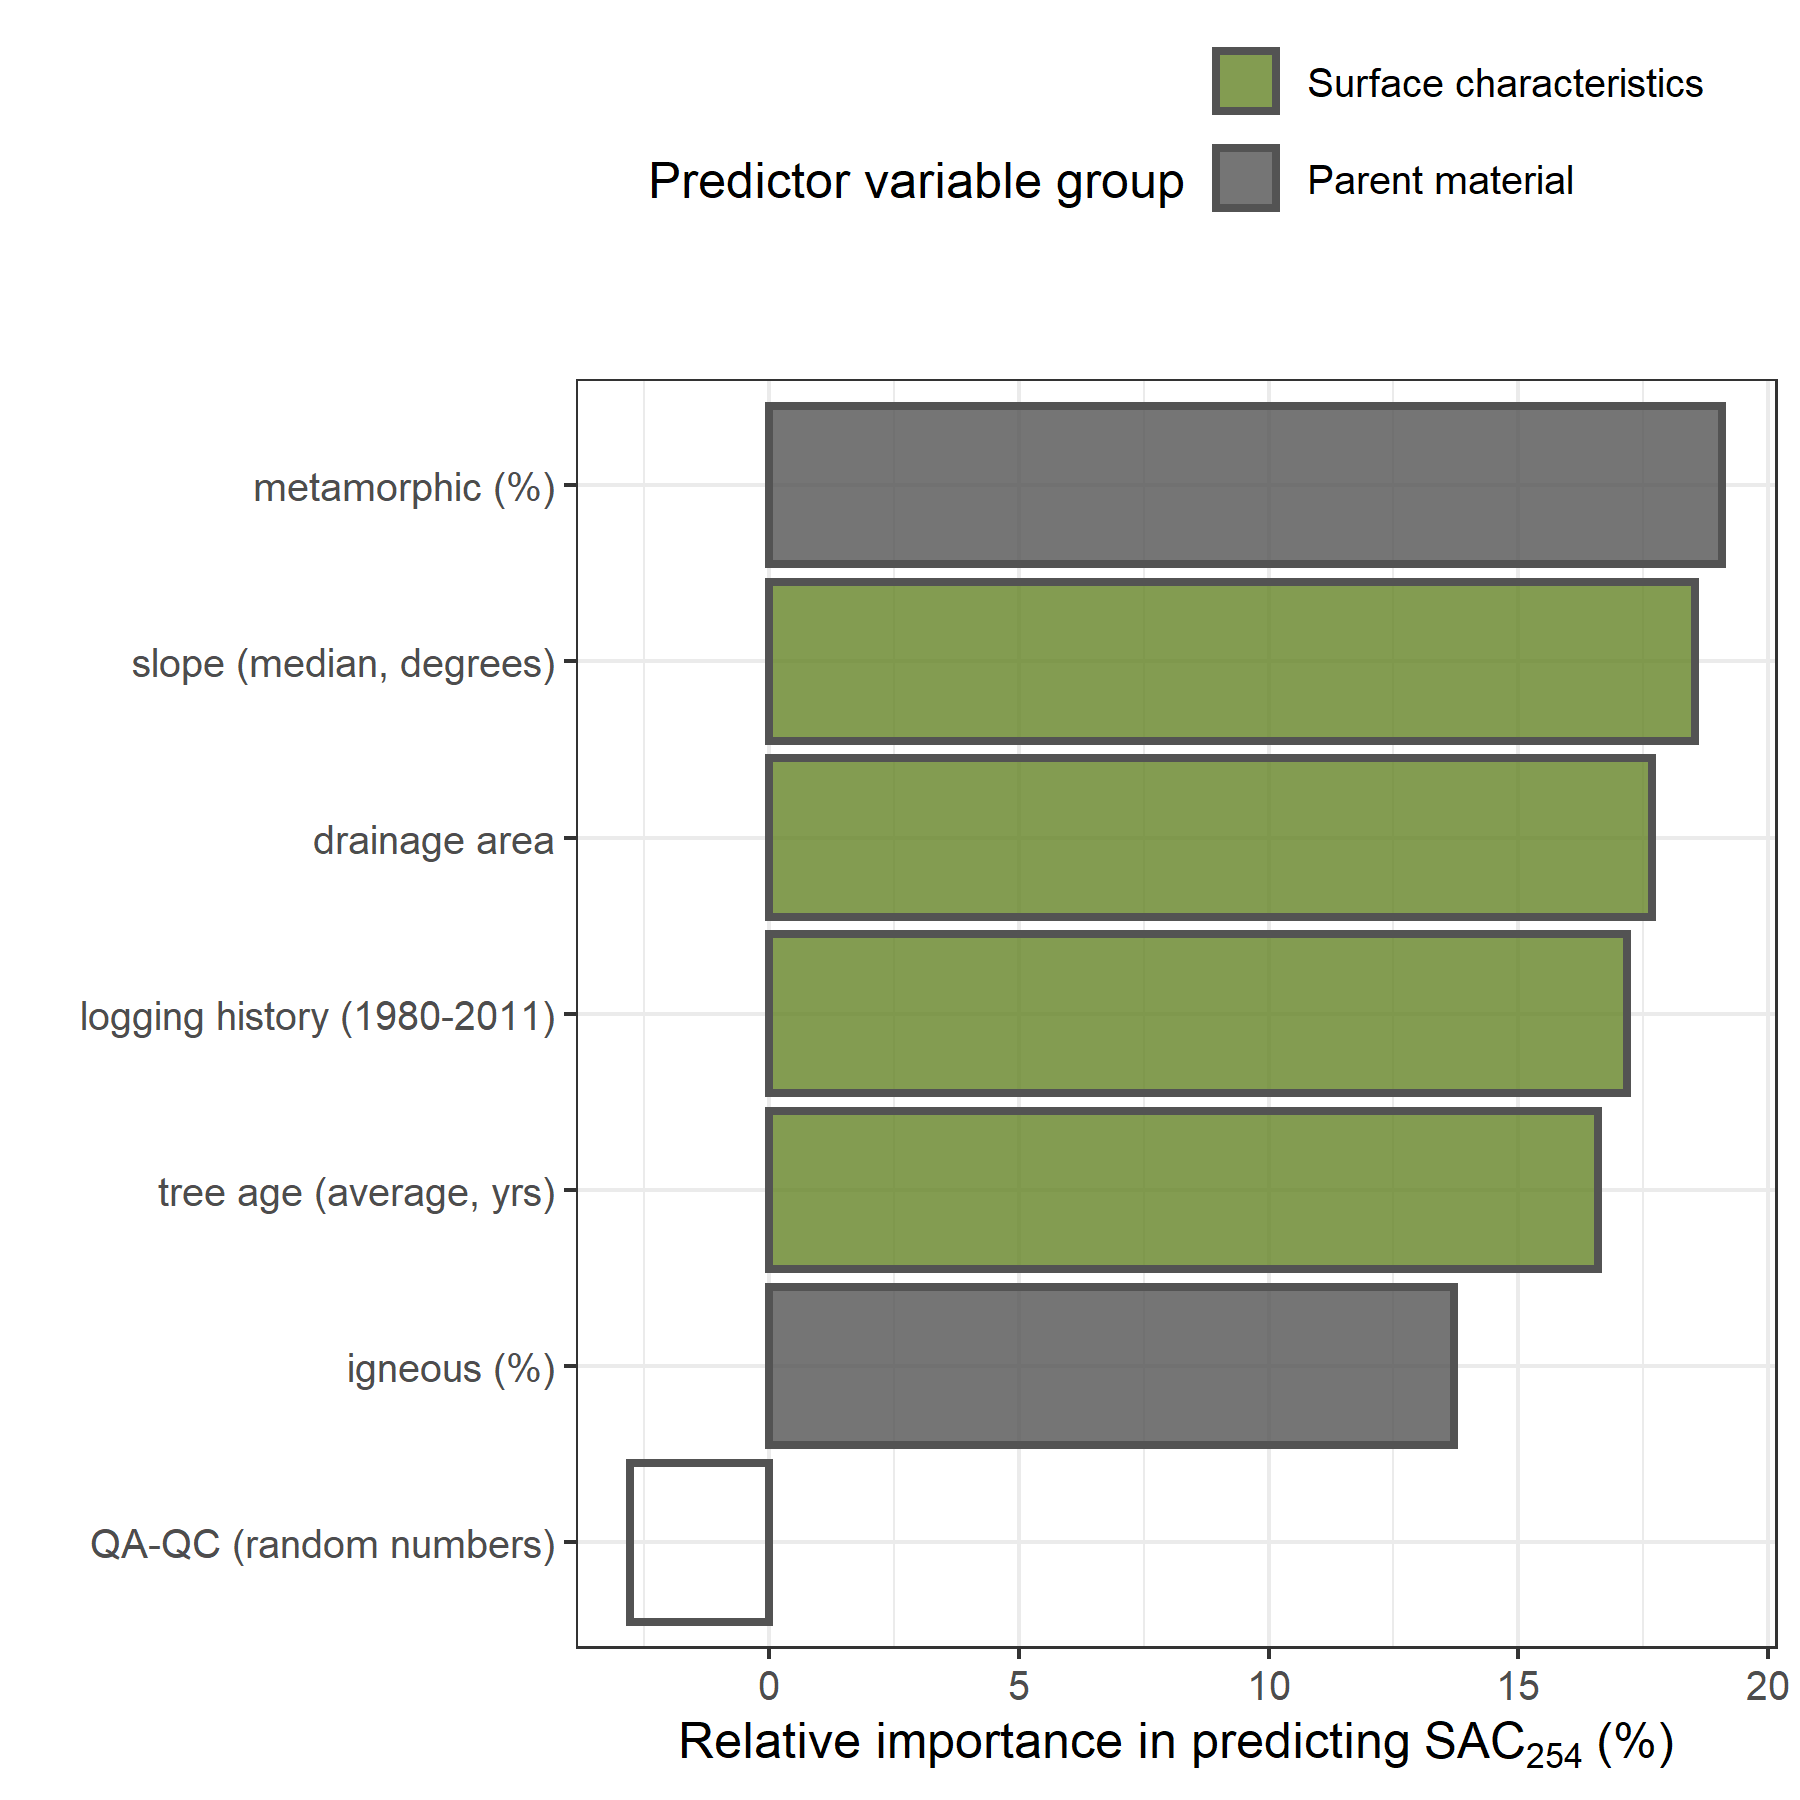 Surface characteristics
Predictor variable group
Parent material
metamorphic (%)
slope (median, degrees)
drainage area
logging history (1980-2011)
tree age (average, yrs)
igneous (%)
QA-QC (random numbers)
0 5 10 15 20
Relative importance in predicting SAC₂₅₄ (%)